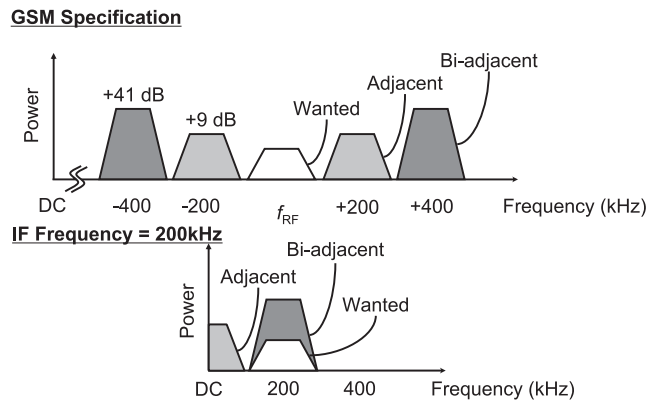 GSM Specification
Bi-adjacent
Adjacent
+41 dB
+9 dB
Wanted
Power
DC -400 -200 fRF +200 +400 Frequency (kHz)
IF Frequency = 200kHz
Bi-adjacent
Adjacent
Wanted
Power
DC 200 400 Frequency (kHz)